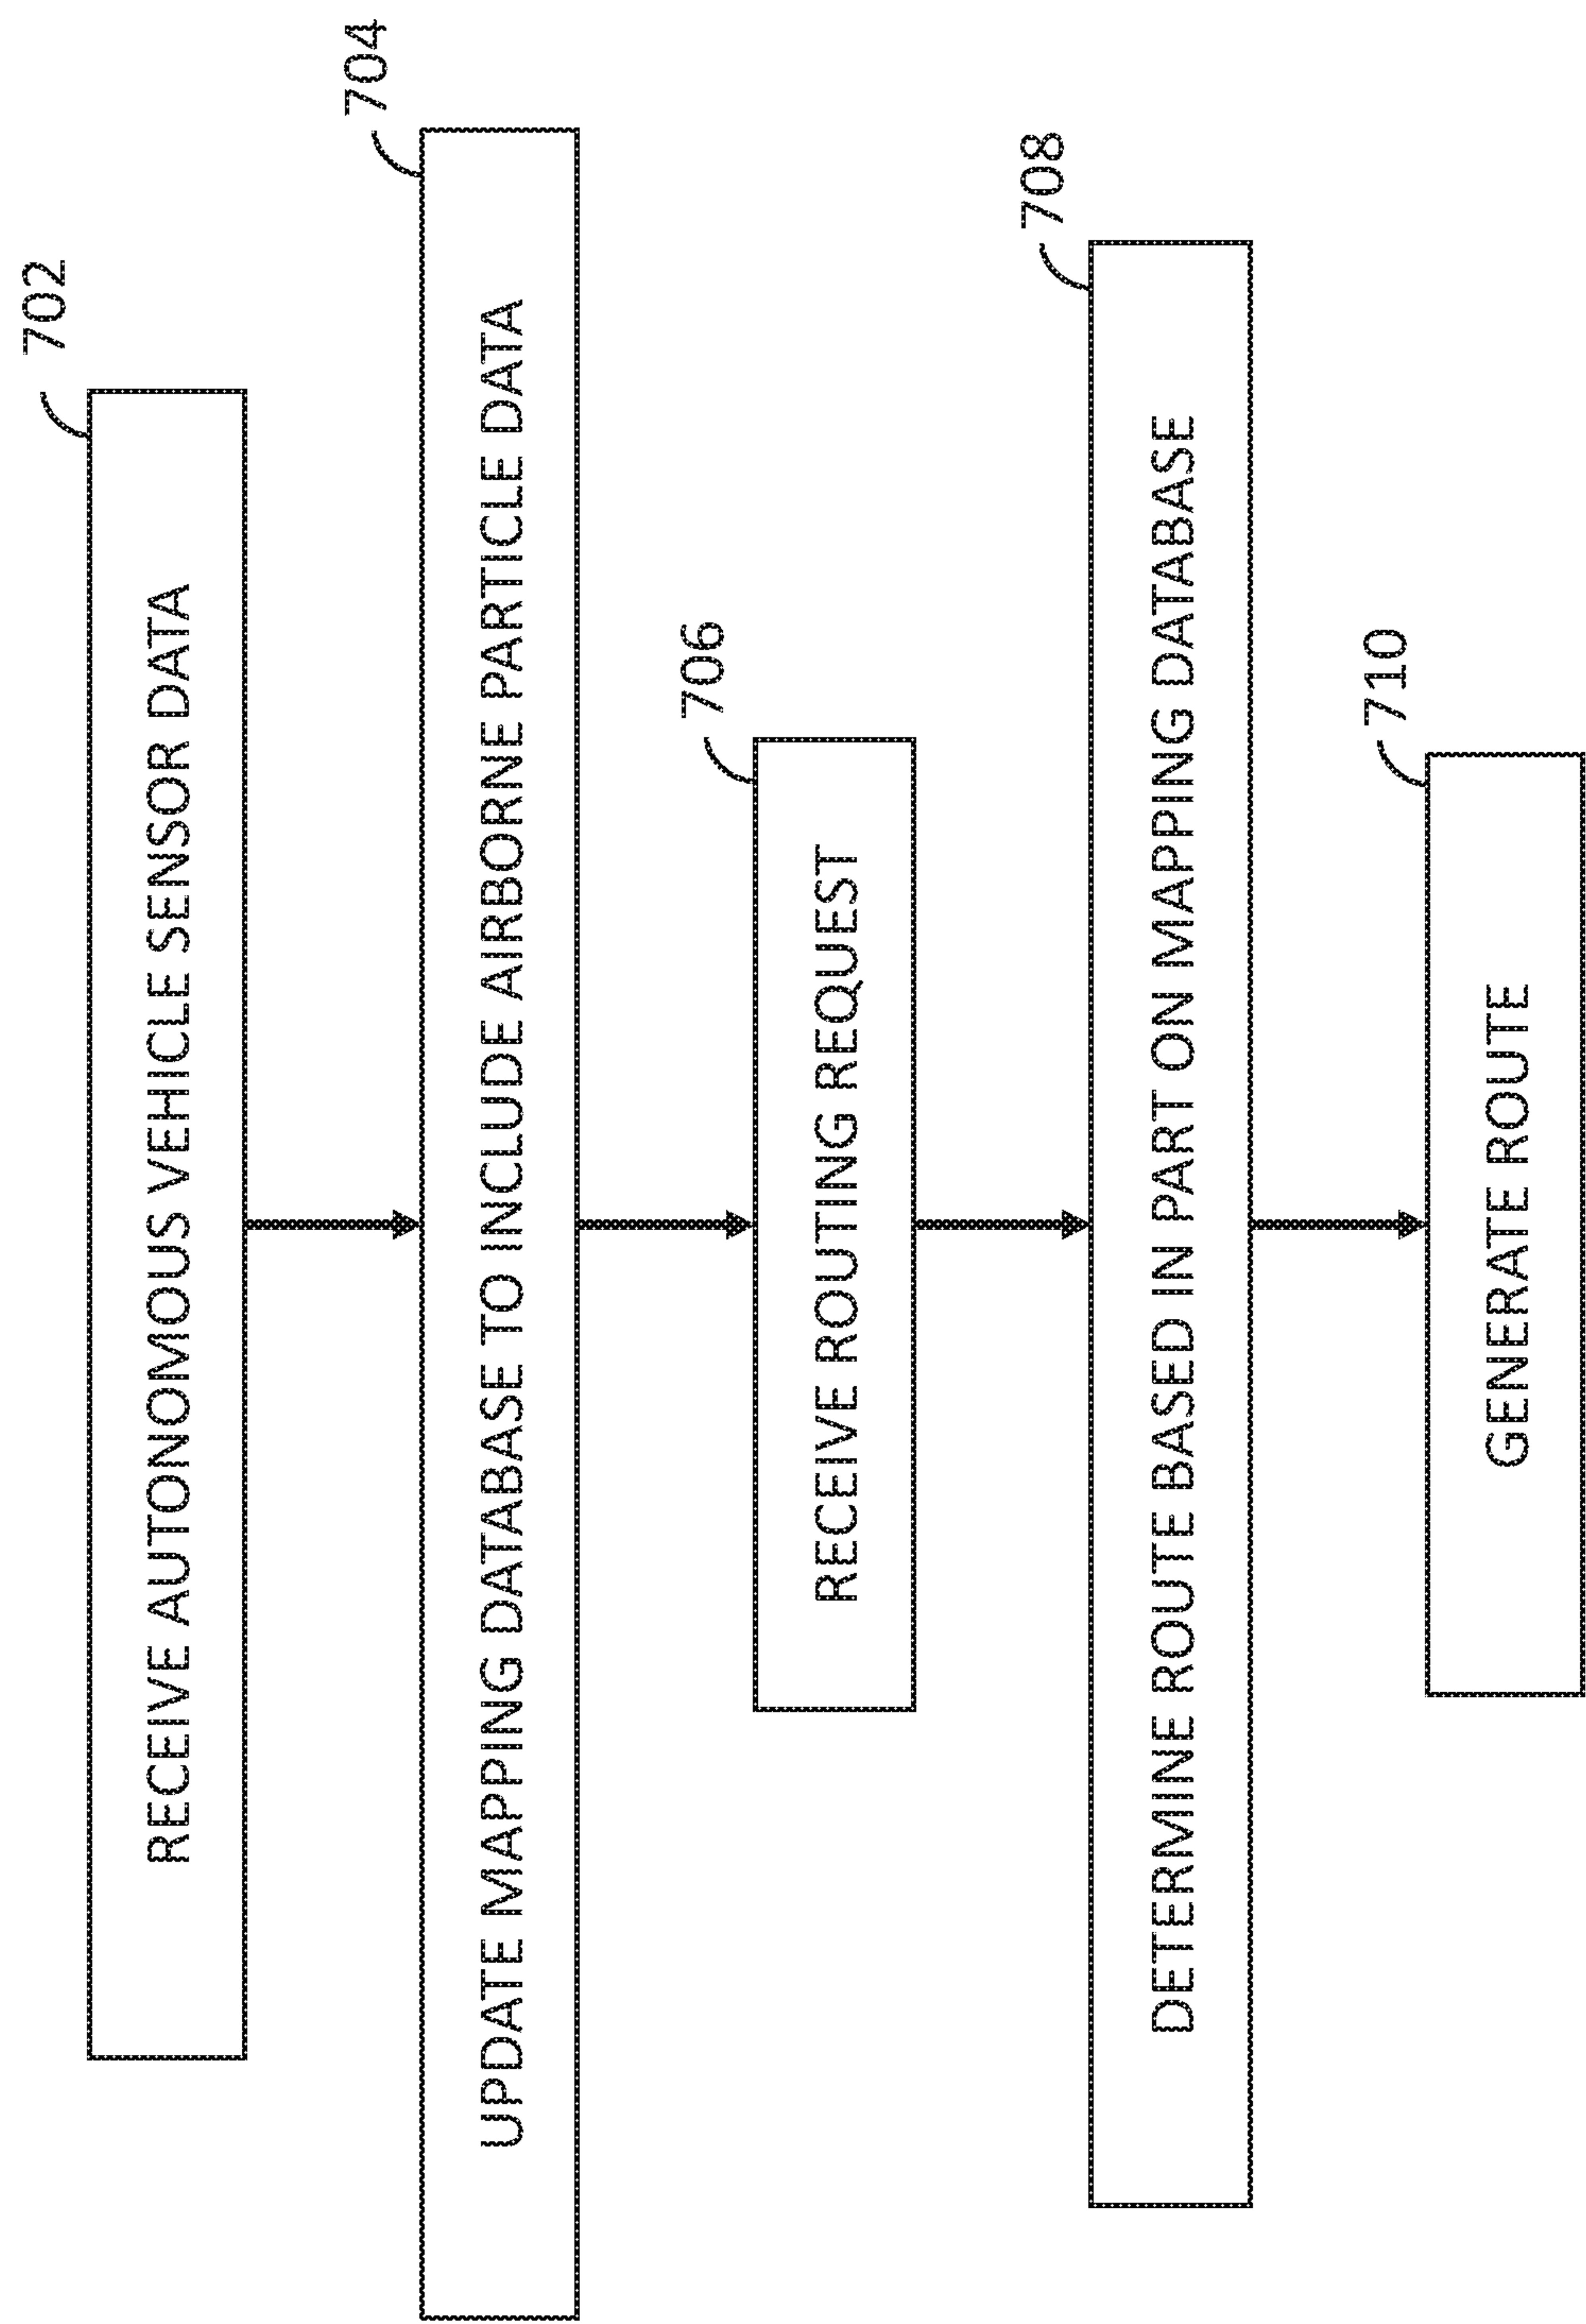 702
RECEIVE AUTONOMOUS VEHICLE SENSOR DATA
704
UPDATE MAPPING DATABASE TO INCLUDE AIRBORNE PARTICLE DATA
706
RECEIVE ROUTING REQUEST
708
DETERMINE ROUTE BASED IN PART ON MAPPING DATABASE
710
GENERATE ROUTE